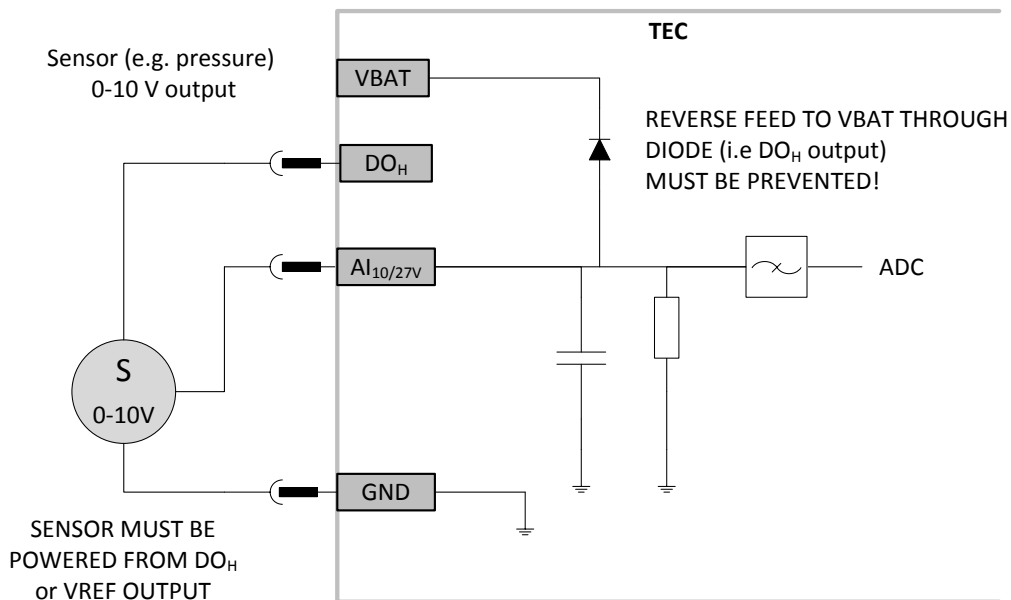 TEC
Sensor (e.g. pressure)
0-10 V output
VBAT
REVERSE FEED TO VBAT THROUGH
DIODE (i.e DOH output)
MUST BE PREVENTED!
DOH
AI10/27V
ADC
S
0-10V
GND
SENSOR MUST BE
POWERED FROM DOH
or VREF OUTPUT